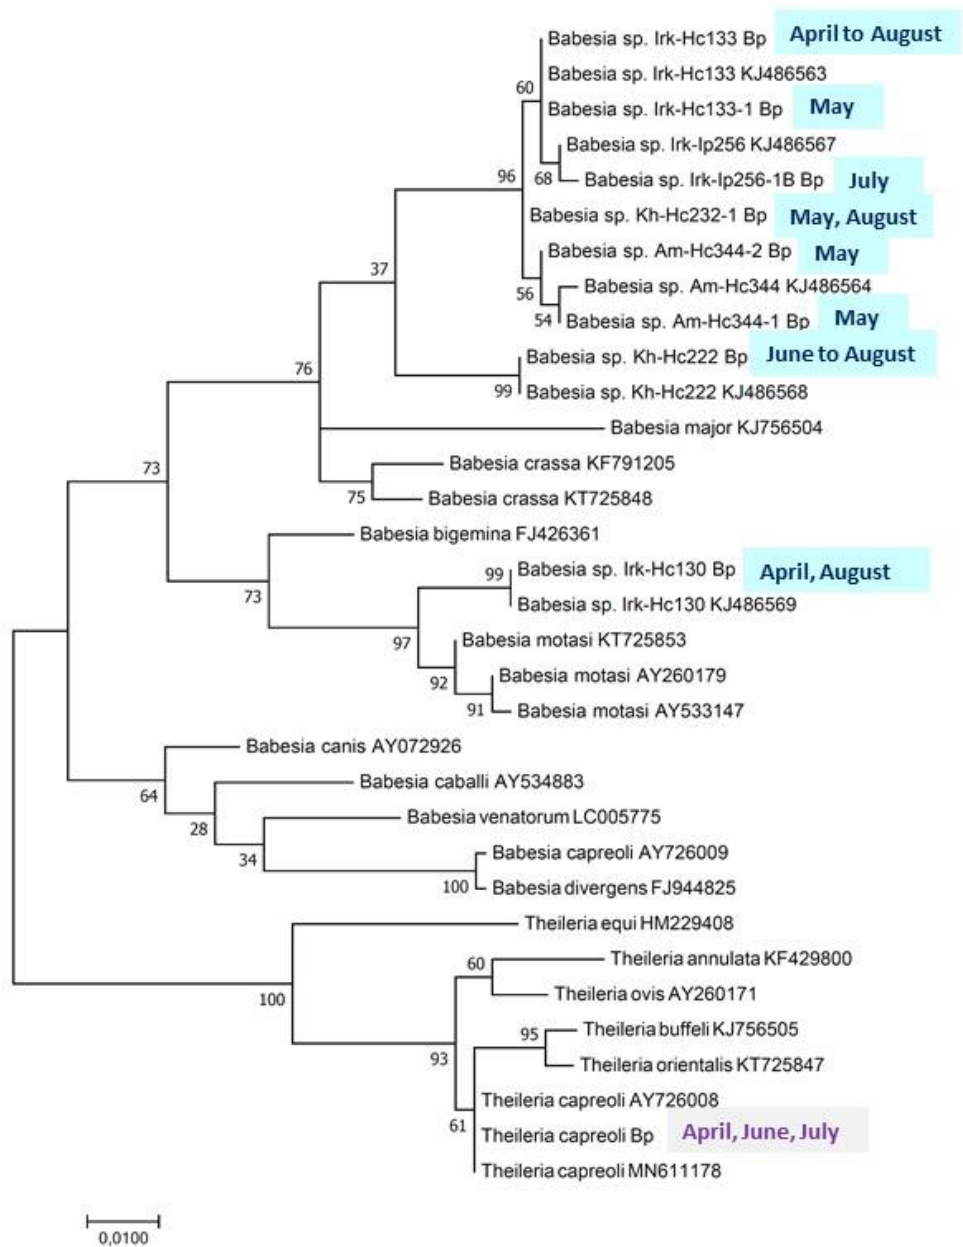 Babesia sp. Irk-Hc133 Bp April to August
Babesia sp. Irk-Hc133 KJ486563
60
Babesia sp. Irk-Hc133-1 Bp May
Babesia sp. Irk-Ip256 KJ486567
96
68 Babesia sp. Irk-Ip256-1B Bp July
Babesia sp. Kh-Hc232-1 Bp May, August
Babesia sp. Am-Hc344-2 Bp May
37
Babesia sp. Am-Hc344 KJ486564
56
54 Babesia sp. Am-Hc344-1 Bp May
Babesia sp. Kh-Hc222 Bp June to August
76
99 Babesia sp. Kh-Hc222 KJ486568
Babesia major KJ756504
73
Babesia crassa KF791205
75 Babesia crassa KT725848
Babesia bigemina FJ426361
99 Babesia sp. Irk-Hc130 Bp April, August
73
Babesia sp. Irk-Hc130 KJ486569
97 Babesia motasi KT725853
92 Babesia motasi AY260179
91 Babesia motasi AY533147
Babesia canis AY072926
64 Babesia caballi AY534883
28 Babesia venatorum LC005775
34 Babesia capreoli AY726009
100 Babesia divergens FJ944825
Theileria equi HM229408
60 Theileria annulata KF429800
100 Theileria ovis AY260171
95 Theileria buffeli KJ756505
93 Theileria orientalis KT725847
Theileria capreoli AY726008
61
Theileria capreoli Bp April, June, July
Theileria capreoli MN611178
0,0100